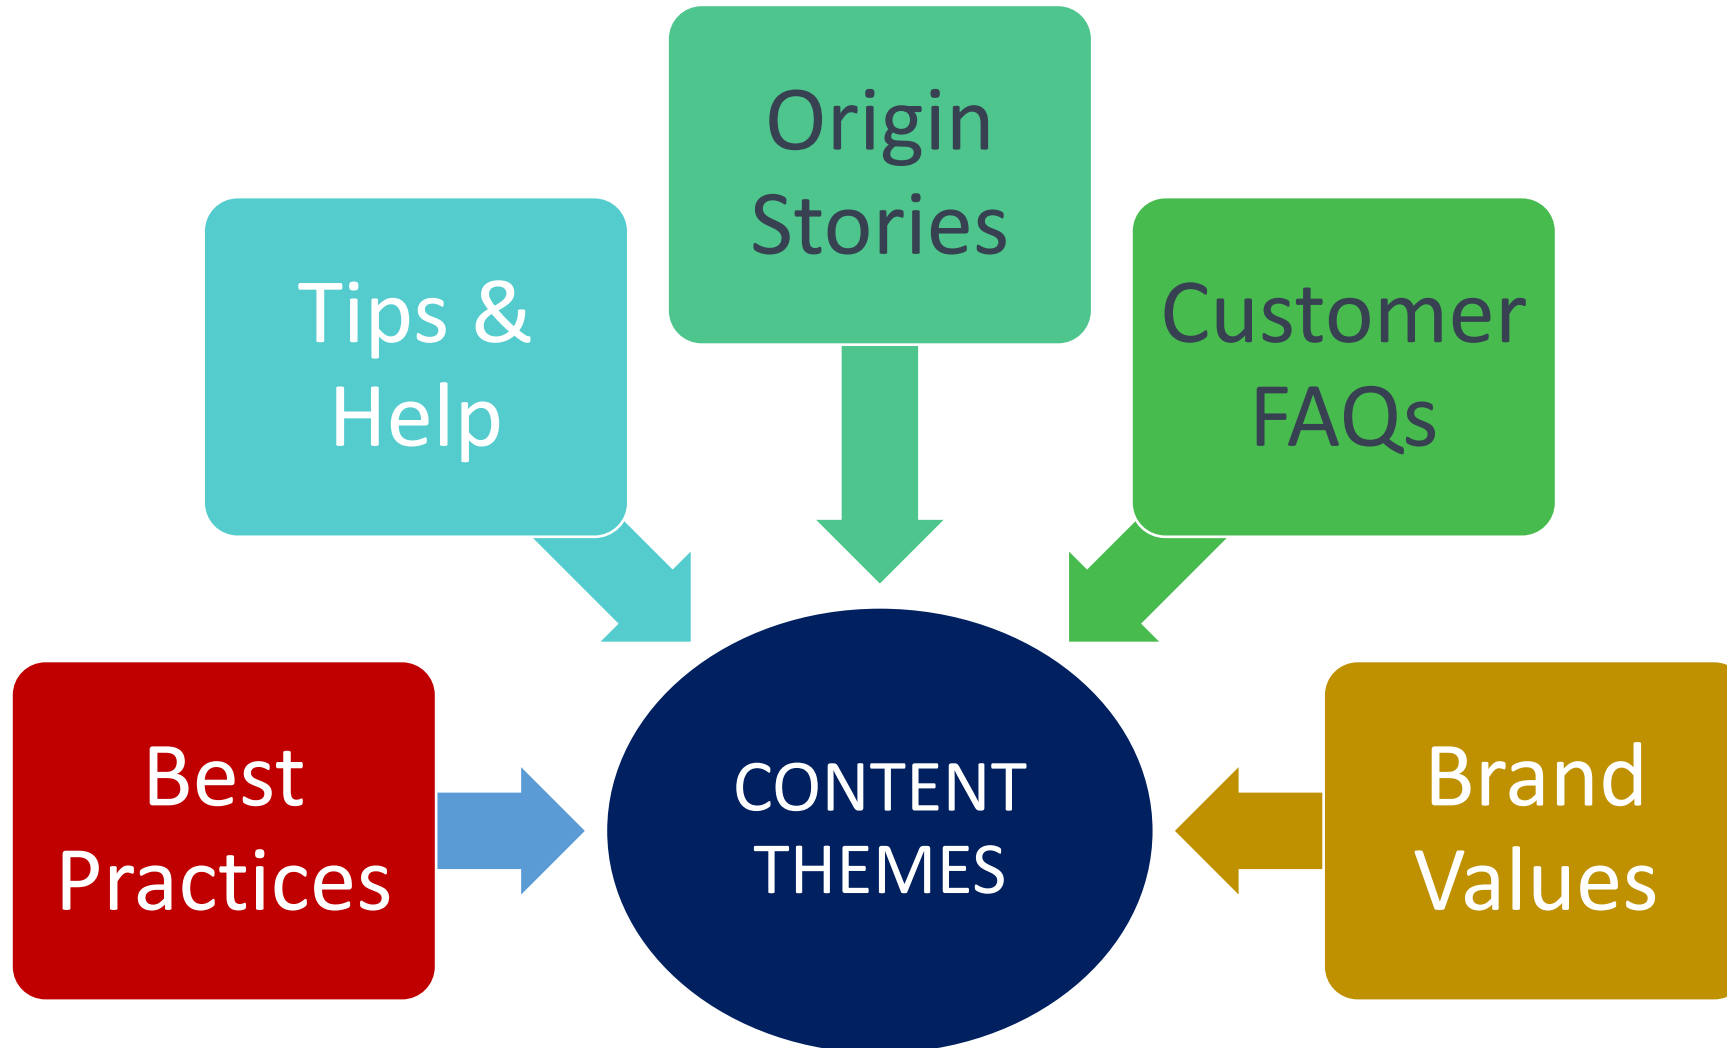 Origin
Stories
Tips &
Help
Customer
FAQs
Best
Practices
CONTENT
THEMES
Brand
Values